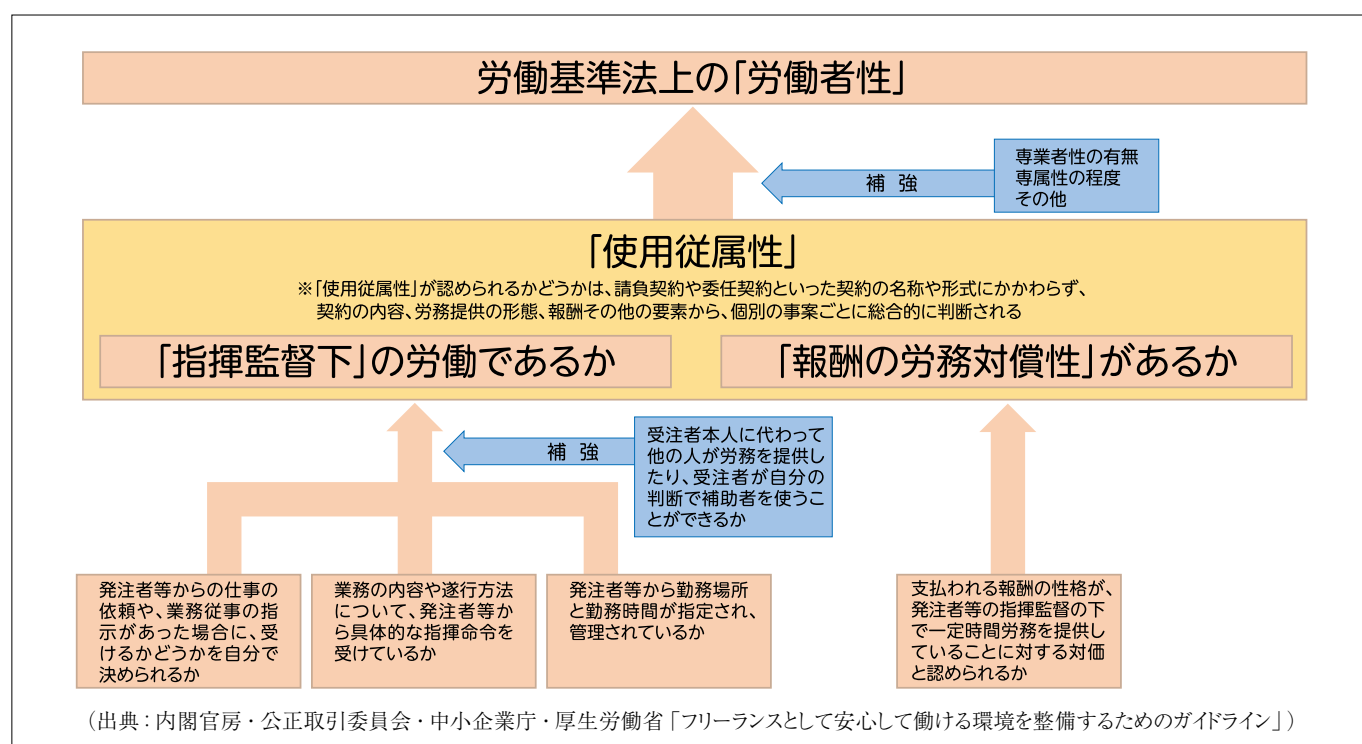 労働基準法上の「労働者性」
補 強
専業者性の有無
専属性の程度
その他
「使用従属性」
※「使用従属性」が認められるかどうかは、請負契約や委任契約といった契約の名称や形式にかかわらず、
契約の内容、労務提供の形態、報酬その他の要素から、個別の事案ごとに総合的に判断される
「指揮監督下」の労働であるか
「報酬の労務対償性」があるか
補 強
受注者本人に代わって
他の人が労務を提供し
たり、受注者が自分の
判断で補助者を使うこ
とができるか
発注者等からの仕事の
依頼や、業務従事の指
示があった場合に、受
けるかどうかを自分で
決められるか
業務の内容や遂行方法
について、発注者等か
ら具体的な指揮命令を
受けているか
発注者等から勤務場所
と勤務時間が指定され、
管理されているか
支払われる報酬の性格が、
発注者等の指揮監督の下
で一定時間労務を提供し
ていることに対する対価
と認められるか
（出典：内閣官房・公正取引委員会・中小企業庁・厚生労働省「フリーランスとして安心して働ける環境を整備するためのガイドライン」）